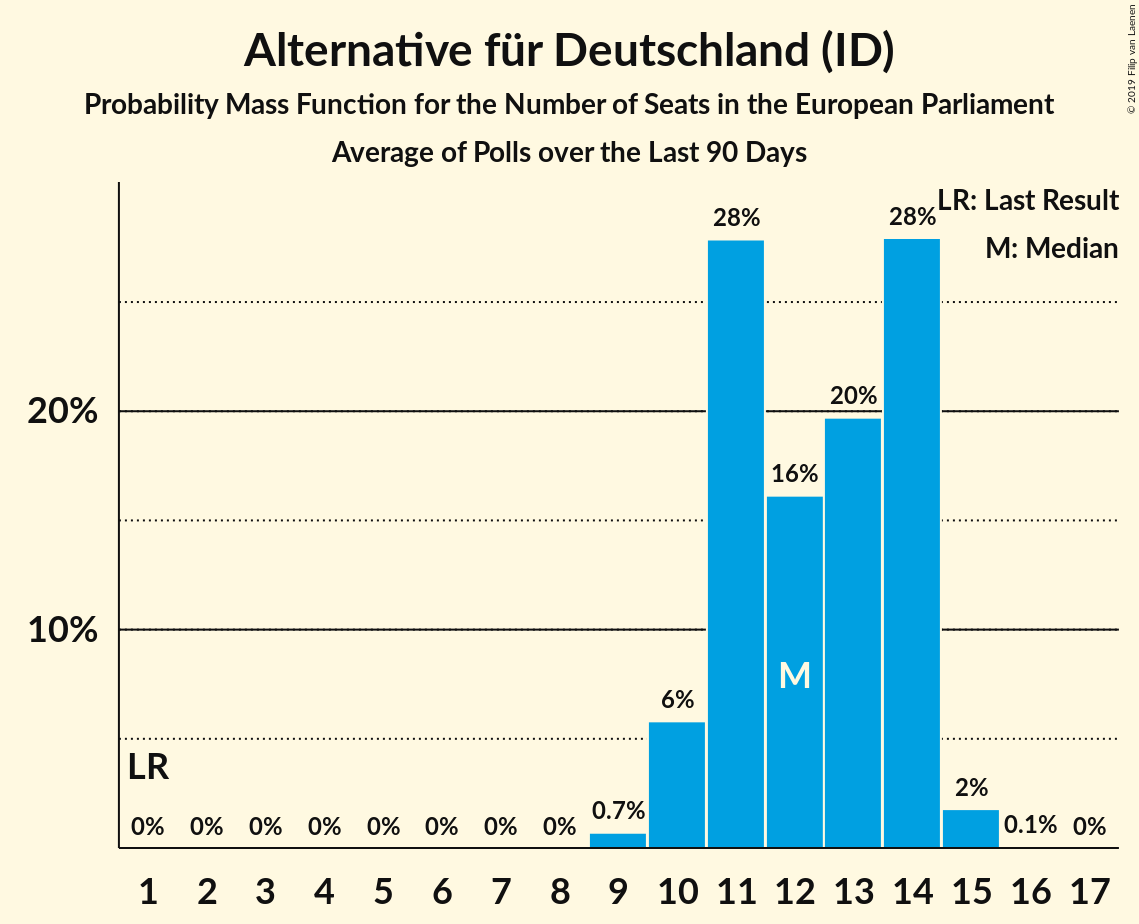 Alternative für Deutschland (ID)
Probability Mass Function for the Number of Seats in the European Parliament
Average of Polls over the Last 90 Days
© 2019 Filip van Laenen
LR: Last Result
M: Median
28%
28%
20%
20%
16%
10%
M
6%
LR
2%
0%
0%
0%
0%
0%
0%
0%
0%
0.7%
0.1%
0%
1 2 3 4 5 6 7 8 9 10 11 12 13 14 15 16 17